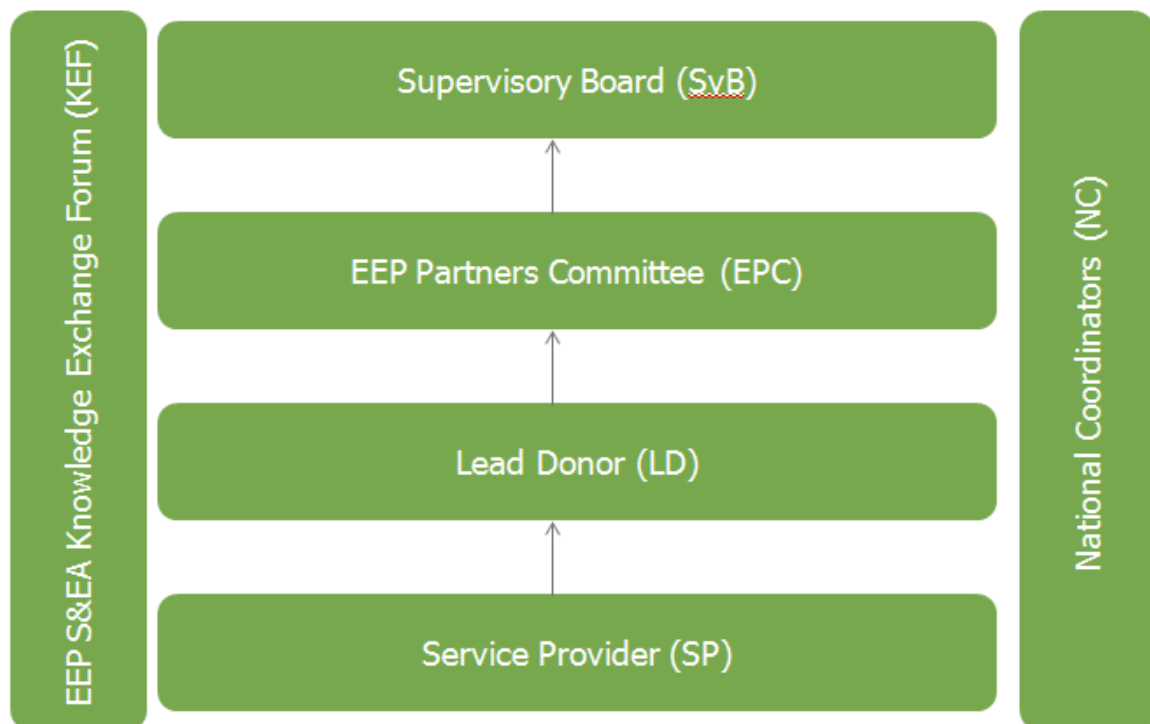 EEP S&EA Knowledge Exchange Forum (KEF)
Supervisory Board (SvB)
EEP Partners Committee (EPC)
Lead Donor (LD)
Service Provider (SP)
National Coordinators (NC)